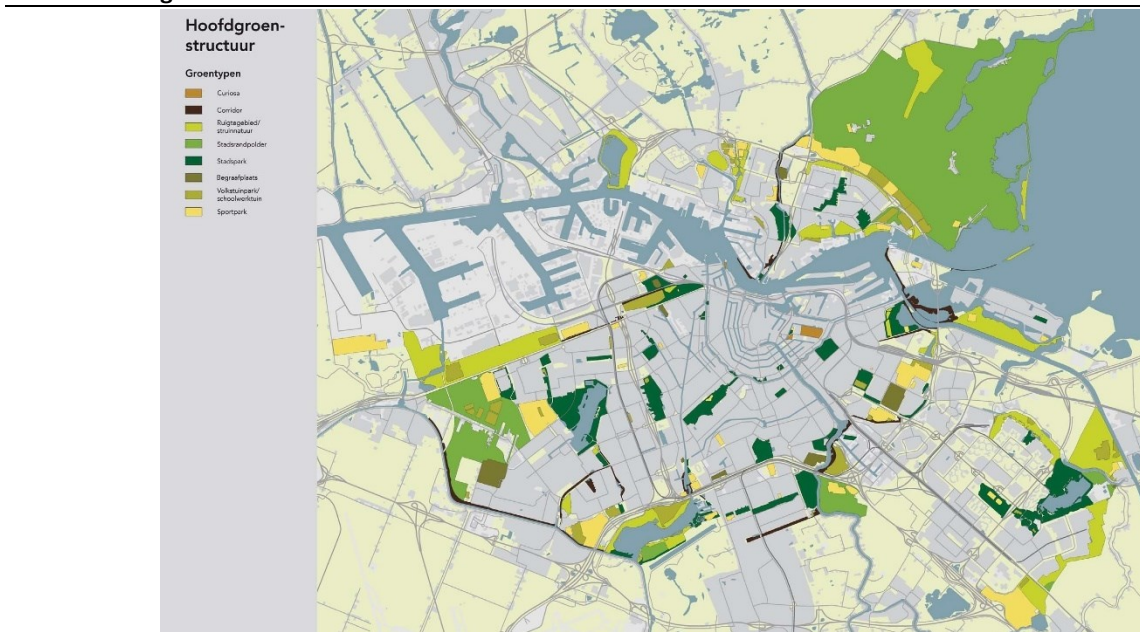 Hoofdgroen-
structuur
Groentypen
Curiosa
Corridor
Ruigtegebied/
struinnatuur
Stadsrandpolder
Stadspark
Begraafplaats
Volkstuinpark/
schoolwerktuin
Sportpark